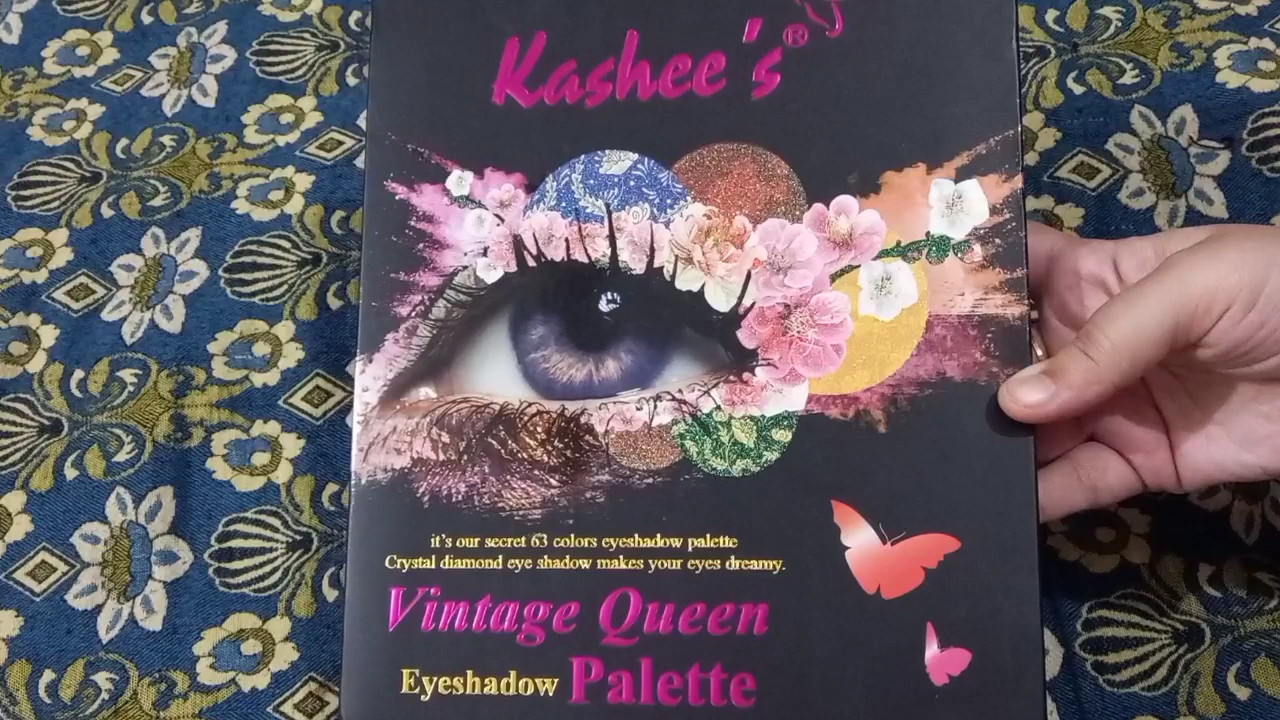 Kashee's®
it's our secret 63 colors eyeshadow palette
Crystal diamond eye shadow makes your eyes dreamy.
Vintage Queen
Eyeshadow Palette